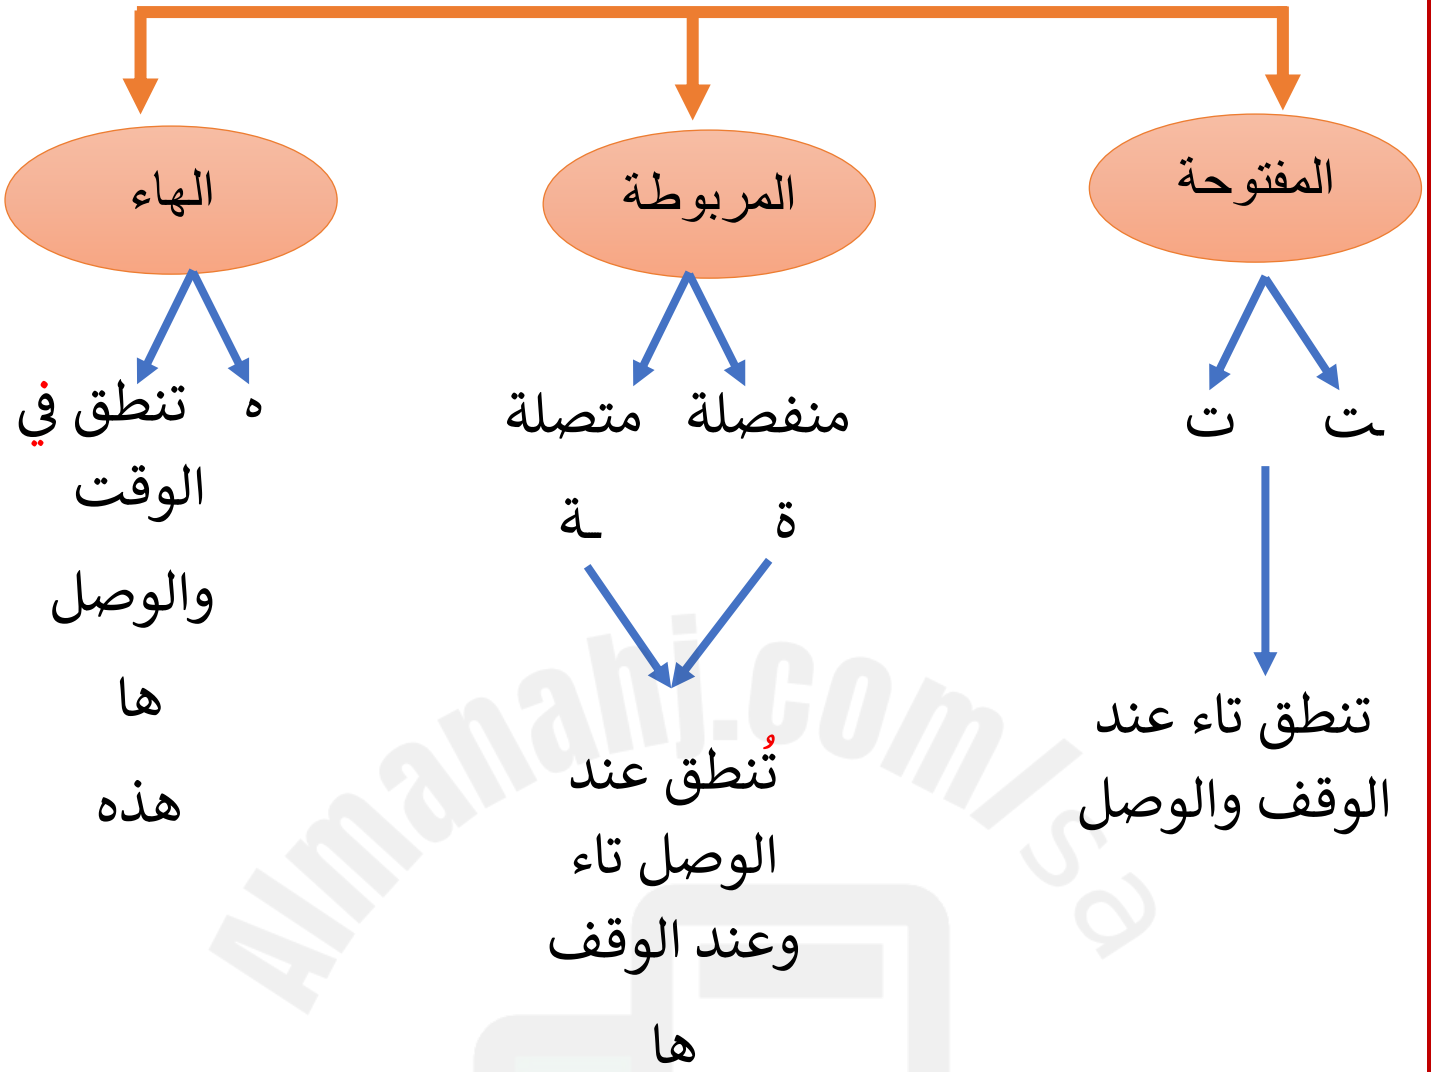 المفتوحة
ـت ت
تنطق تاء عند
الوقف والوصل
المربوطة
منفصلة متصلة
ة ـة
تُنطق عند
الوصل تاء
وعند الوقف
ها
الهاء
ه تنطق في
الوقت
والوصل
ها
هذه
Almanahj.com/sa